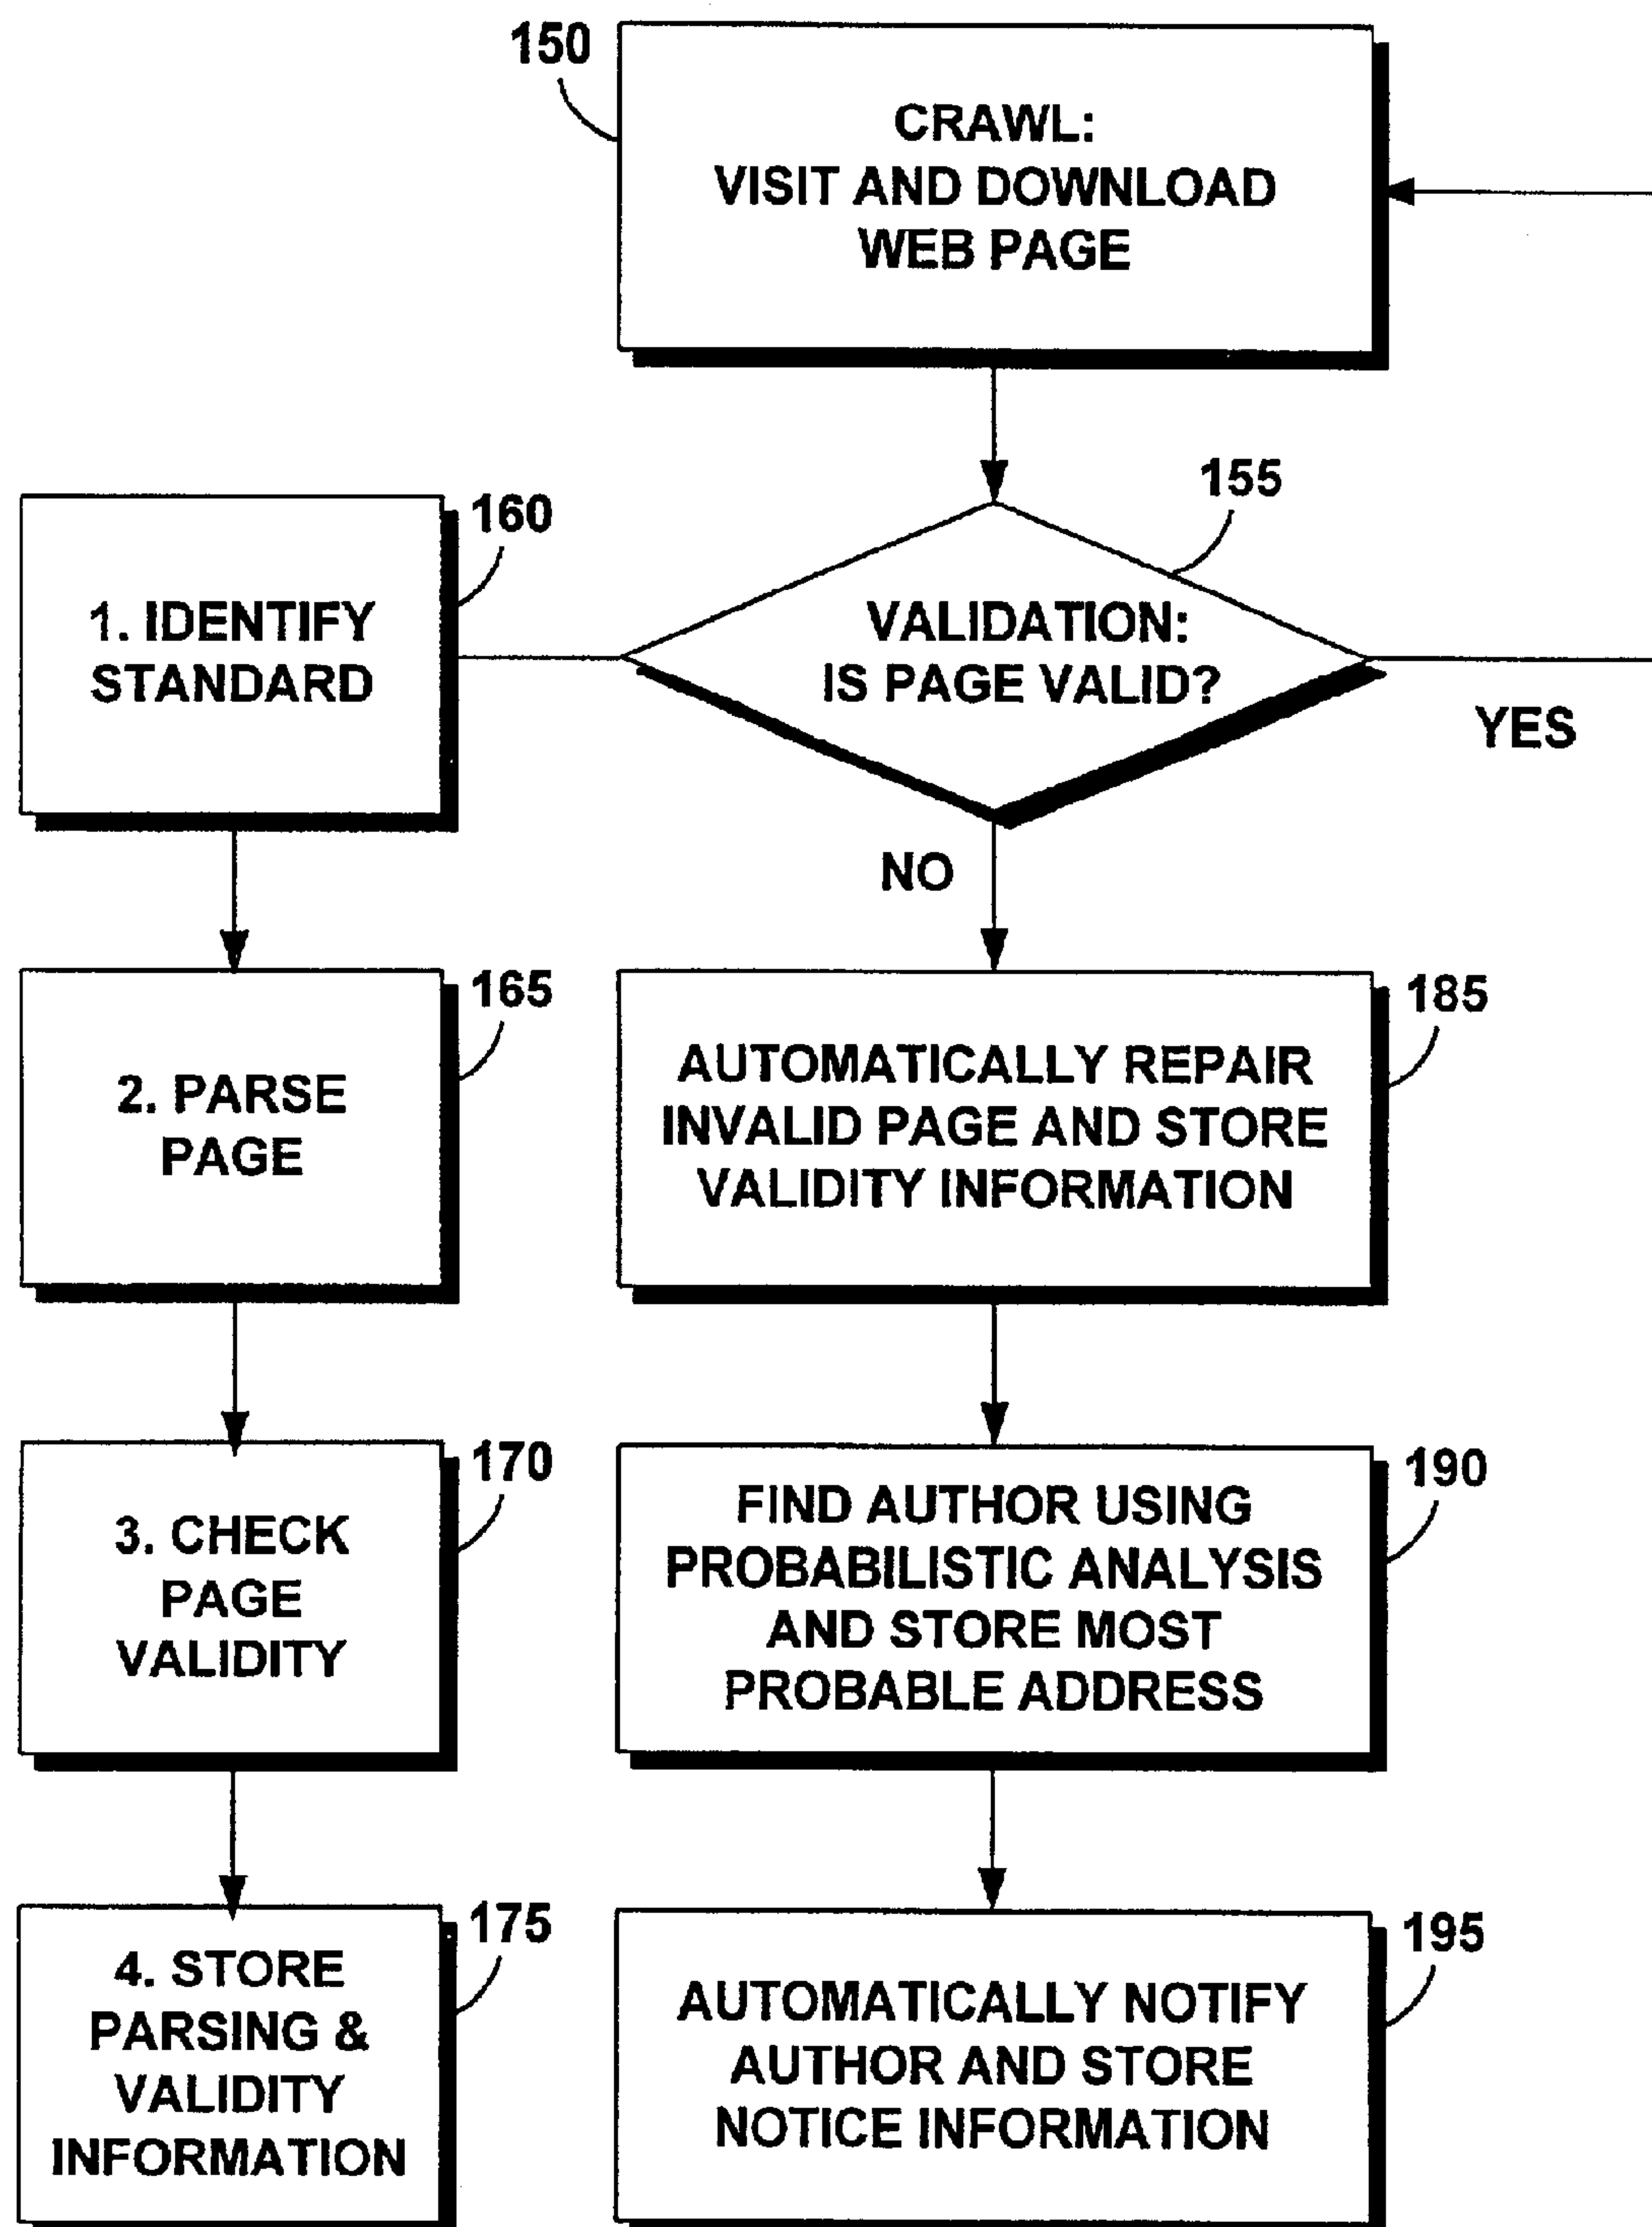 150
CRAWL:
VISIT AND DOWNLOAD
WEB PAGE
155
VALIDATION:
IS PAGE VALID?
YES
NO
160
1. IDENTIFY
STANDARD
165
2. PARSE
PAGE
170
3. CHECK
PAGE
VALIDITY
175
4. STORE
PARSING &
VALIDITY
INFORMATION
185
AUTOMATICALLY REPAIR
INVALID PAGE AND STORE
VALIDITY INFORMATION
190
FIND AUTHOR USING
PROBABILISTIC ANALYSIS
AND STORE MOST
PROBABLE ADDRESS
195
AUTOMATICALLY NOTIFY
AUTHOR AND STORE
NOTICE INFORMATION